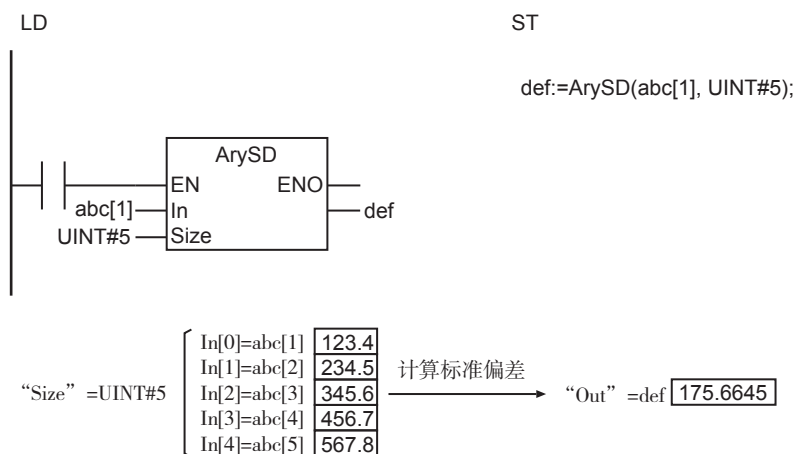 LD
ST
def:=ArySD(abc[1], UINT#5);
ArySD
EN ENO
abc[1] In def
UINT#5 Size
In[0]=abc[1] 123.4
In[1]=abc[2] 234.5
“Size” =UINT#5 In[2]=abc[3] 345.6 计算标准偏差 “Out” =def 175.6645
In[3]=abc[4] 456.7
In[4]=abc[5] 567.8